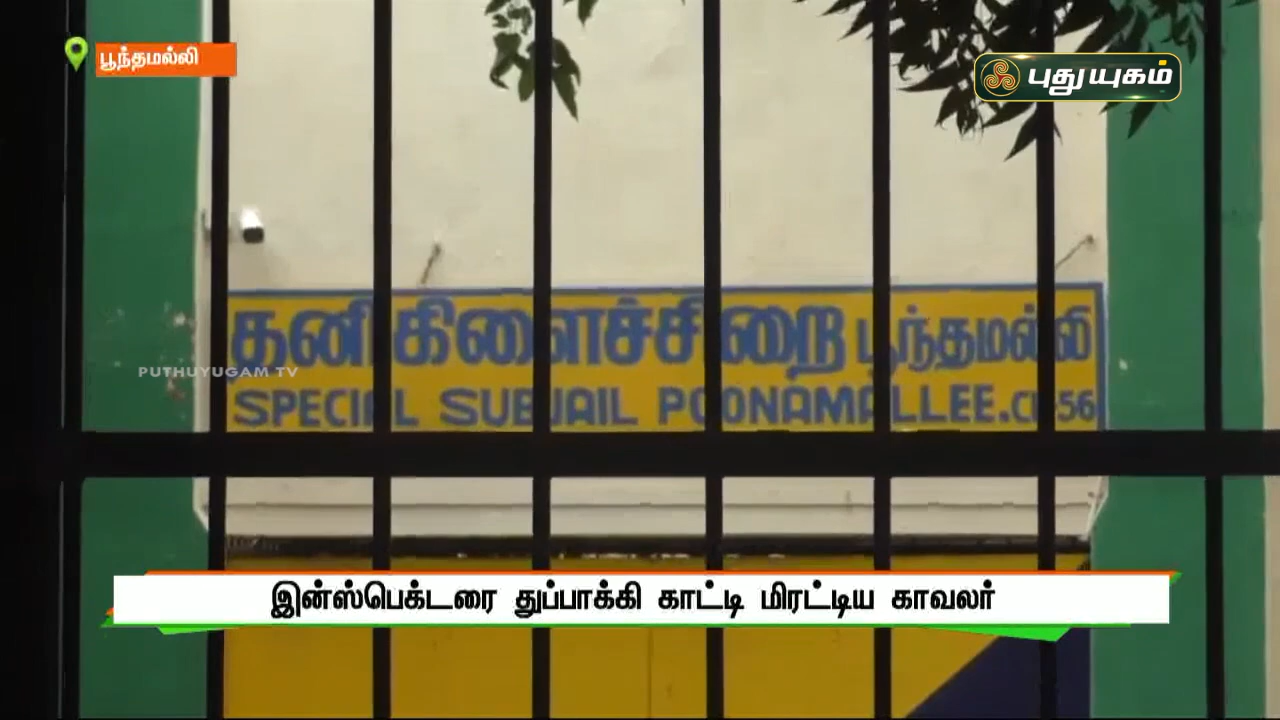 பூந்தமல்லி
புதுயுகம்
தனி கிளைச்சிறை பூந்தமல்லி
PUTHUYUGAM TV
SPECIAL SUBJAIL POONAMALLEE.CH-56
இன்ஸ்பெக்டரை துப்பாக்கி காட்டி மிரட்டிய காவலர்